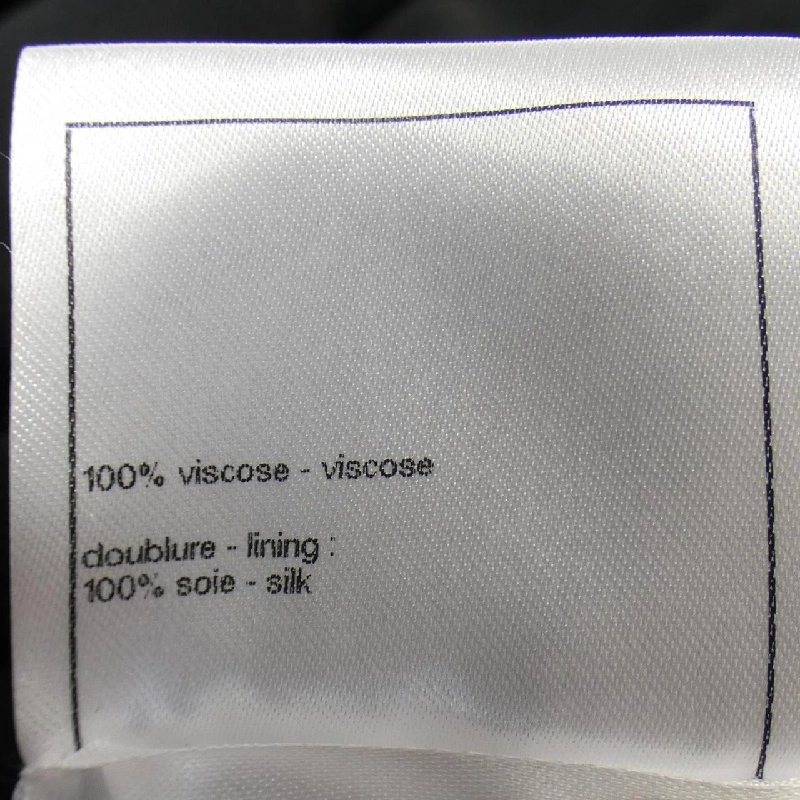 100% viscose - viscose
doublure - lining :
100% soie - silk